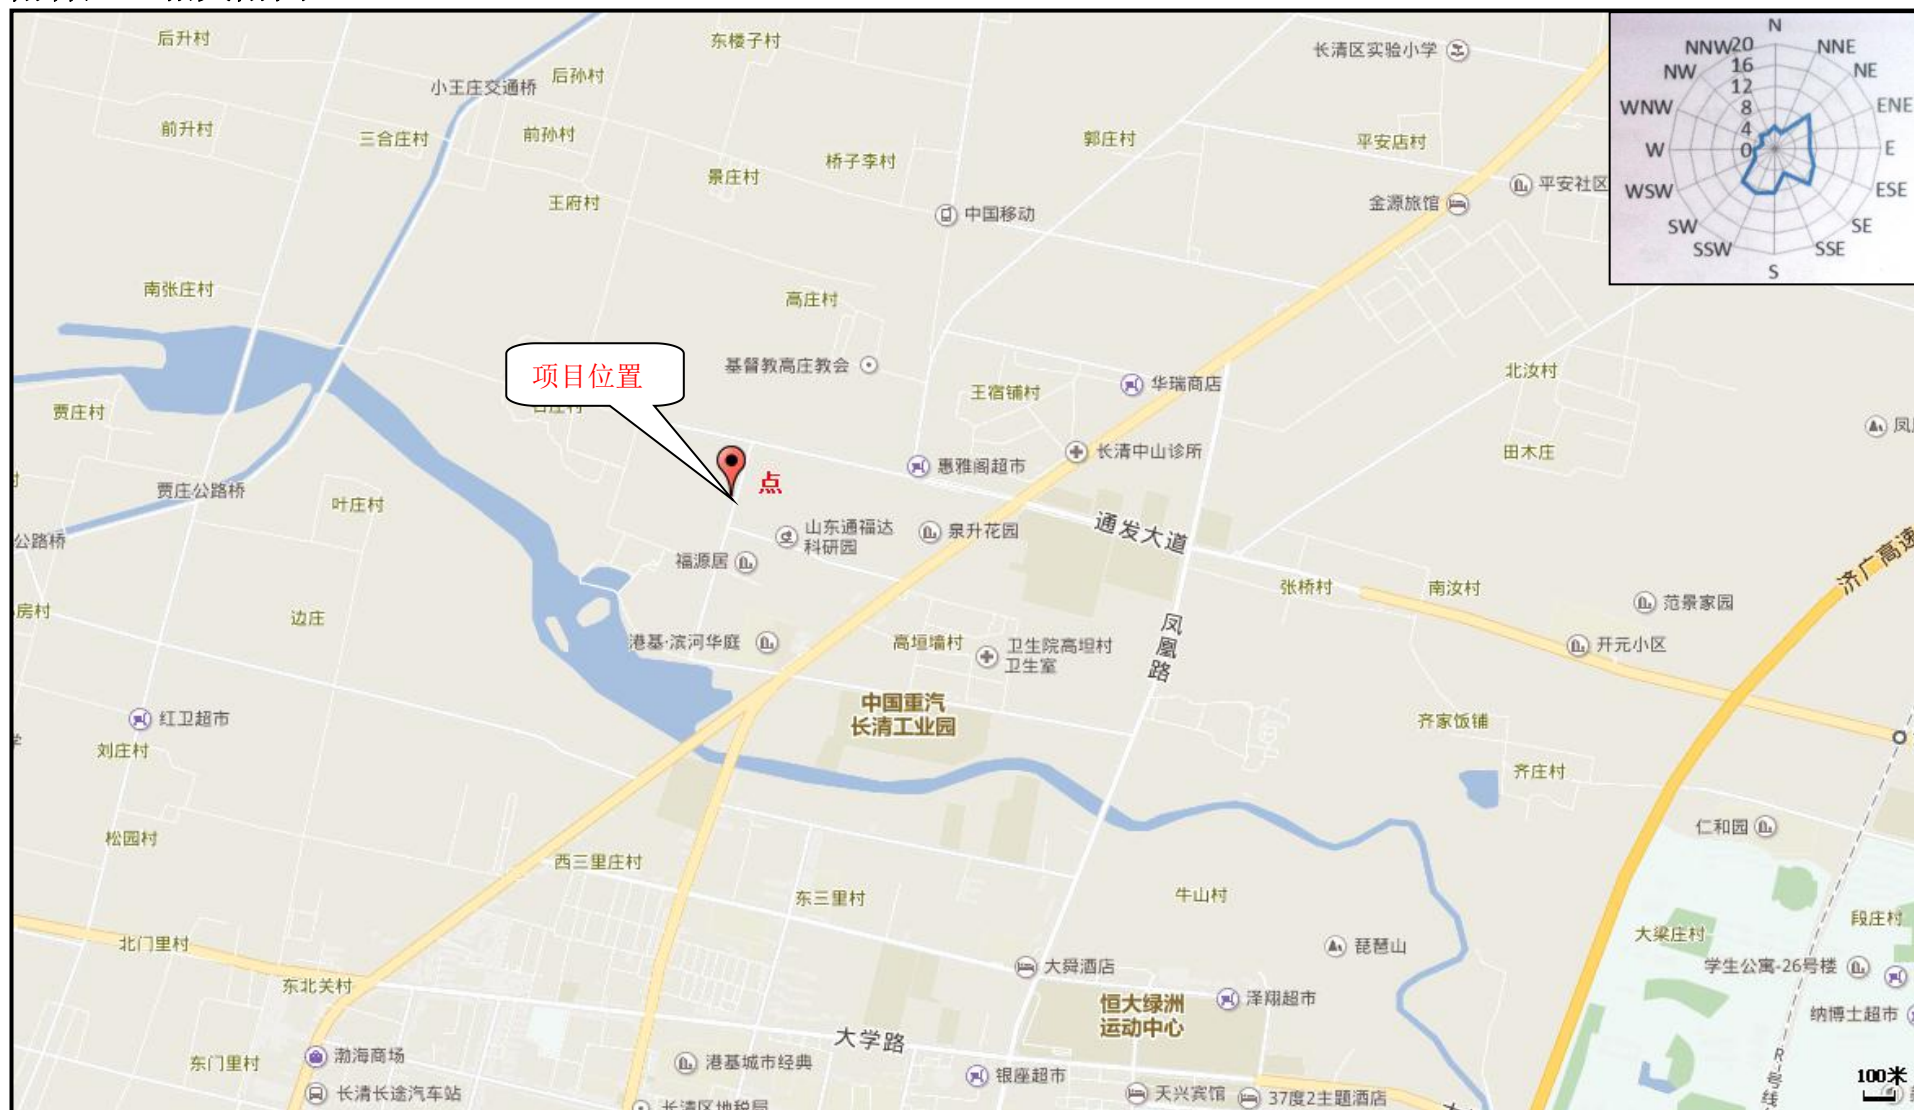 后升村
东楼子村
长清区实验小学
小王庄交通桥
后孙村
前升村
三合庄村
前孙村
郭庄村
平安店村
桥子李村
景庄村
王府村
中国移动
金源旅馆
平安社区
N
NNW
NNE
NW
NE
WNW
ENE
W
E
WSW
ESE
SW
SE
SSW
SSE
S
20
16
12
8
4
0
南张庄村
高庄村
基督教高庄教会
项目位置
王宿铺村
华瑞商店
北汝村
贾庄村
凤
长清中山诊所
田木庄
惠雅阁超市
点
贾庄公路桥
叶庄村
公路桥
山东通福达
科研园
泉升花园
通发大道
福源居
济广高速
张桥村
南汝村
范景家园
房村
边庄
凤凰路
港基·滨河华庭
高垣墙村
卫生院高坦村
卫生室
开元小区
中国重汽
长清工业园
红卫超市
齐家饭铺
刘庄村
齐庄村
松园村
仁和园
西三里庄村
东三里村
牛山村
段庄村
大梁庄村
北门里村
琵琶山
大舜酒店
学生公寓-26号楼
东北关村
恒大绿洲
运动中心
泽翔超市
纳博士超市
大学路
东门里村
渤海商场
港基城市经典
银座超市
R1号线
100米
长清长途汽车站
天兴宾馆
37度2主题酒店
长清区地税局